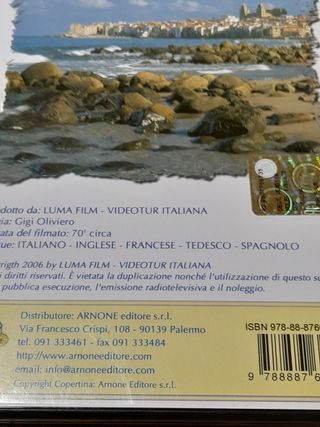 dotto da: LUMA FILM - VIDEOTUR ITALIANA
ia: Gigi Oliviero
ata del filmato: 70' circa
ue: ITALIANO - INGLESE - FRANCESE - TEDESCO - SPAGNOLO
yrigth 2006 by LUMA FILM - VIDEOTUR ITALIANA
i diritti riservati. È vietata la duplicazione nonché l'utilizzazione di questo su
pubblica esecuzione, l'emissione radiotelevisiva e il noleggio.
Distributore: ARNONE editore s.r.l.
Via Francesco Crispi, 108 - 90139 Palermo
tel. 091 333461 - fax 091 333484
http://www.arnoneeditore.com
email: info@arnoneeditore.com
Copyright Copertina: Arnone Editore s.r.l.
ISBN 978-88-876
9 788887 6